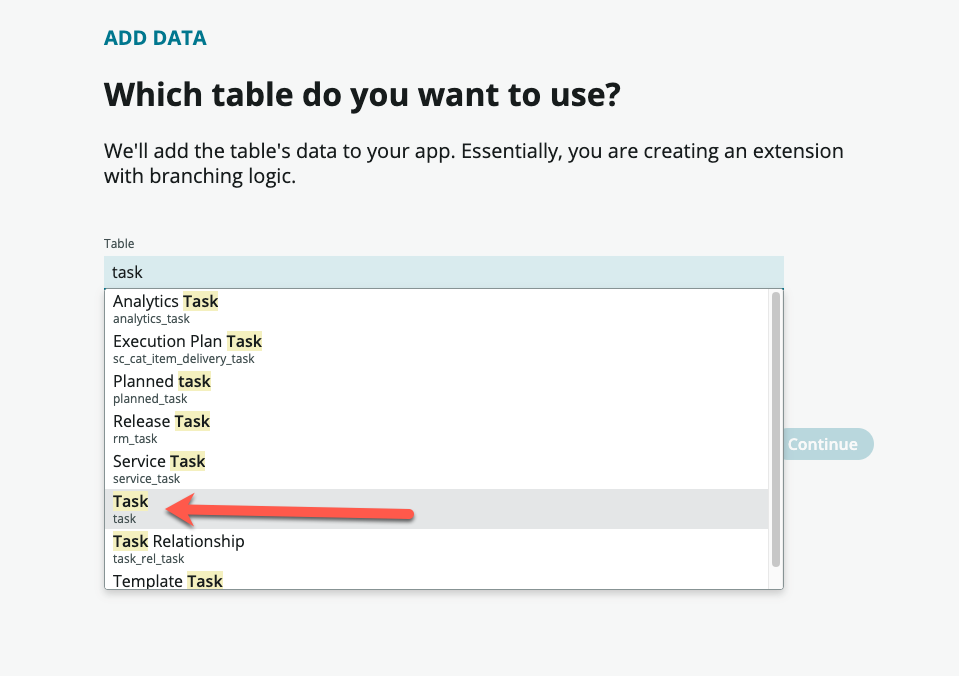 ADD DATA
Which table do you want to use?
We'll add the table's data to your app. Essentially, you are creating an extension
with branching logic.
Table
task
Analytics Task
analytics_task
Execution Plan Task
sc_cat_item_delivery_task
Planned task
planned_task
Release Task
rm_task
Continue
Service Task
service_task
Task
task
Task Relationship
task_rel_task
Template Task